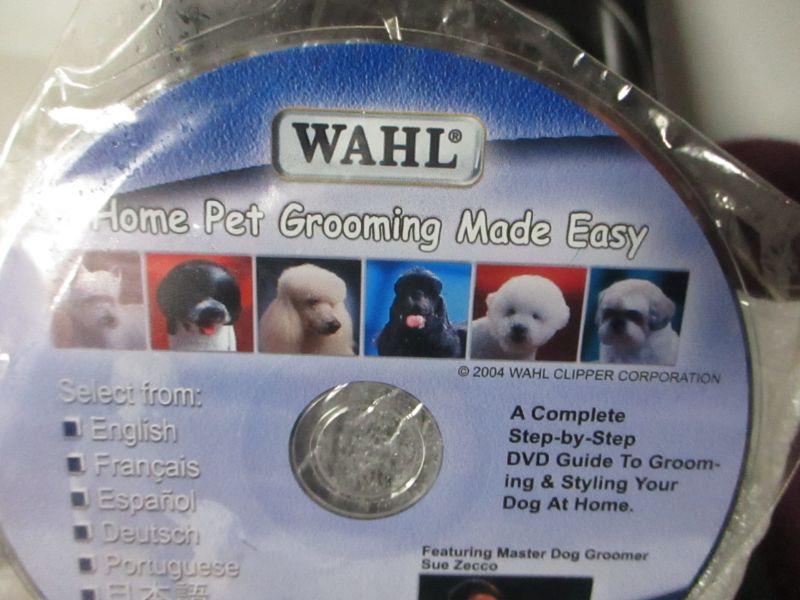 WAHL®
Home Pet Grooming Made Easy
© 2004 WAHL CLIPPER CORPORATION
Select from:
English
Français
Español
Deutsch
Portuguese
日本語
A Complete
Step-by-Step
DVD Guide To Groom-
ing & Styling Your
Dog At Home.
Featuring Master Dog Groomer
Sue Zecco